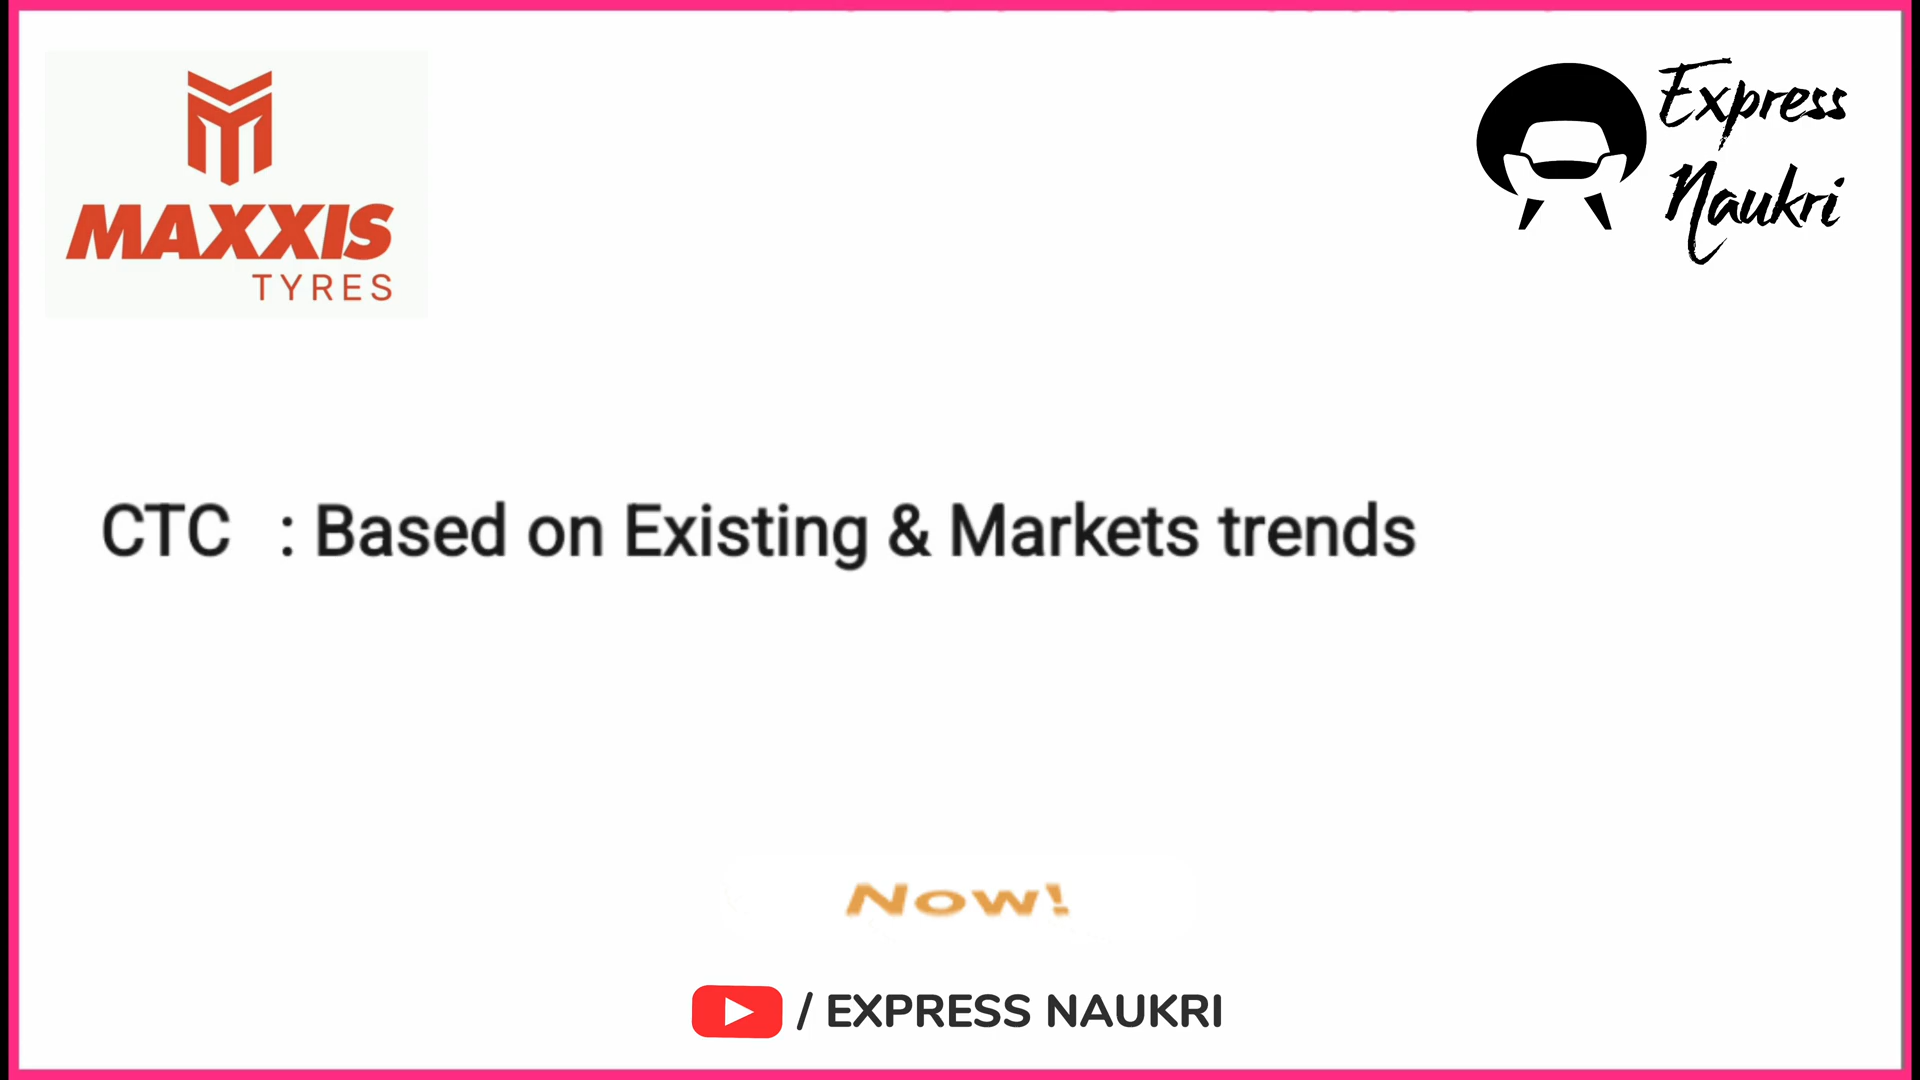 MAXXIS
TYRES
Express
Naukri
CTC : Based on Existing & Markets trends
Now!
/ EXPRESS NAUKRI